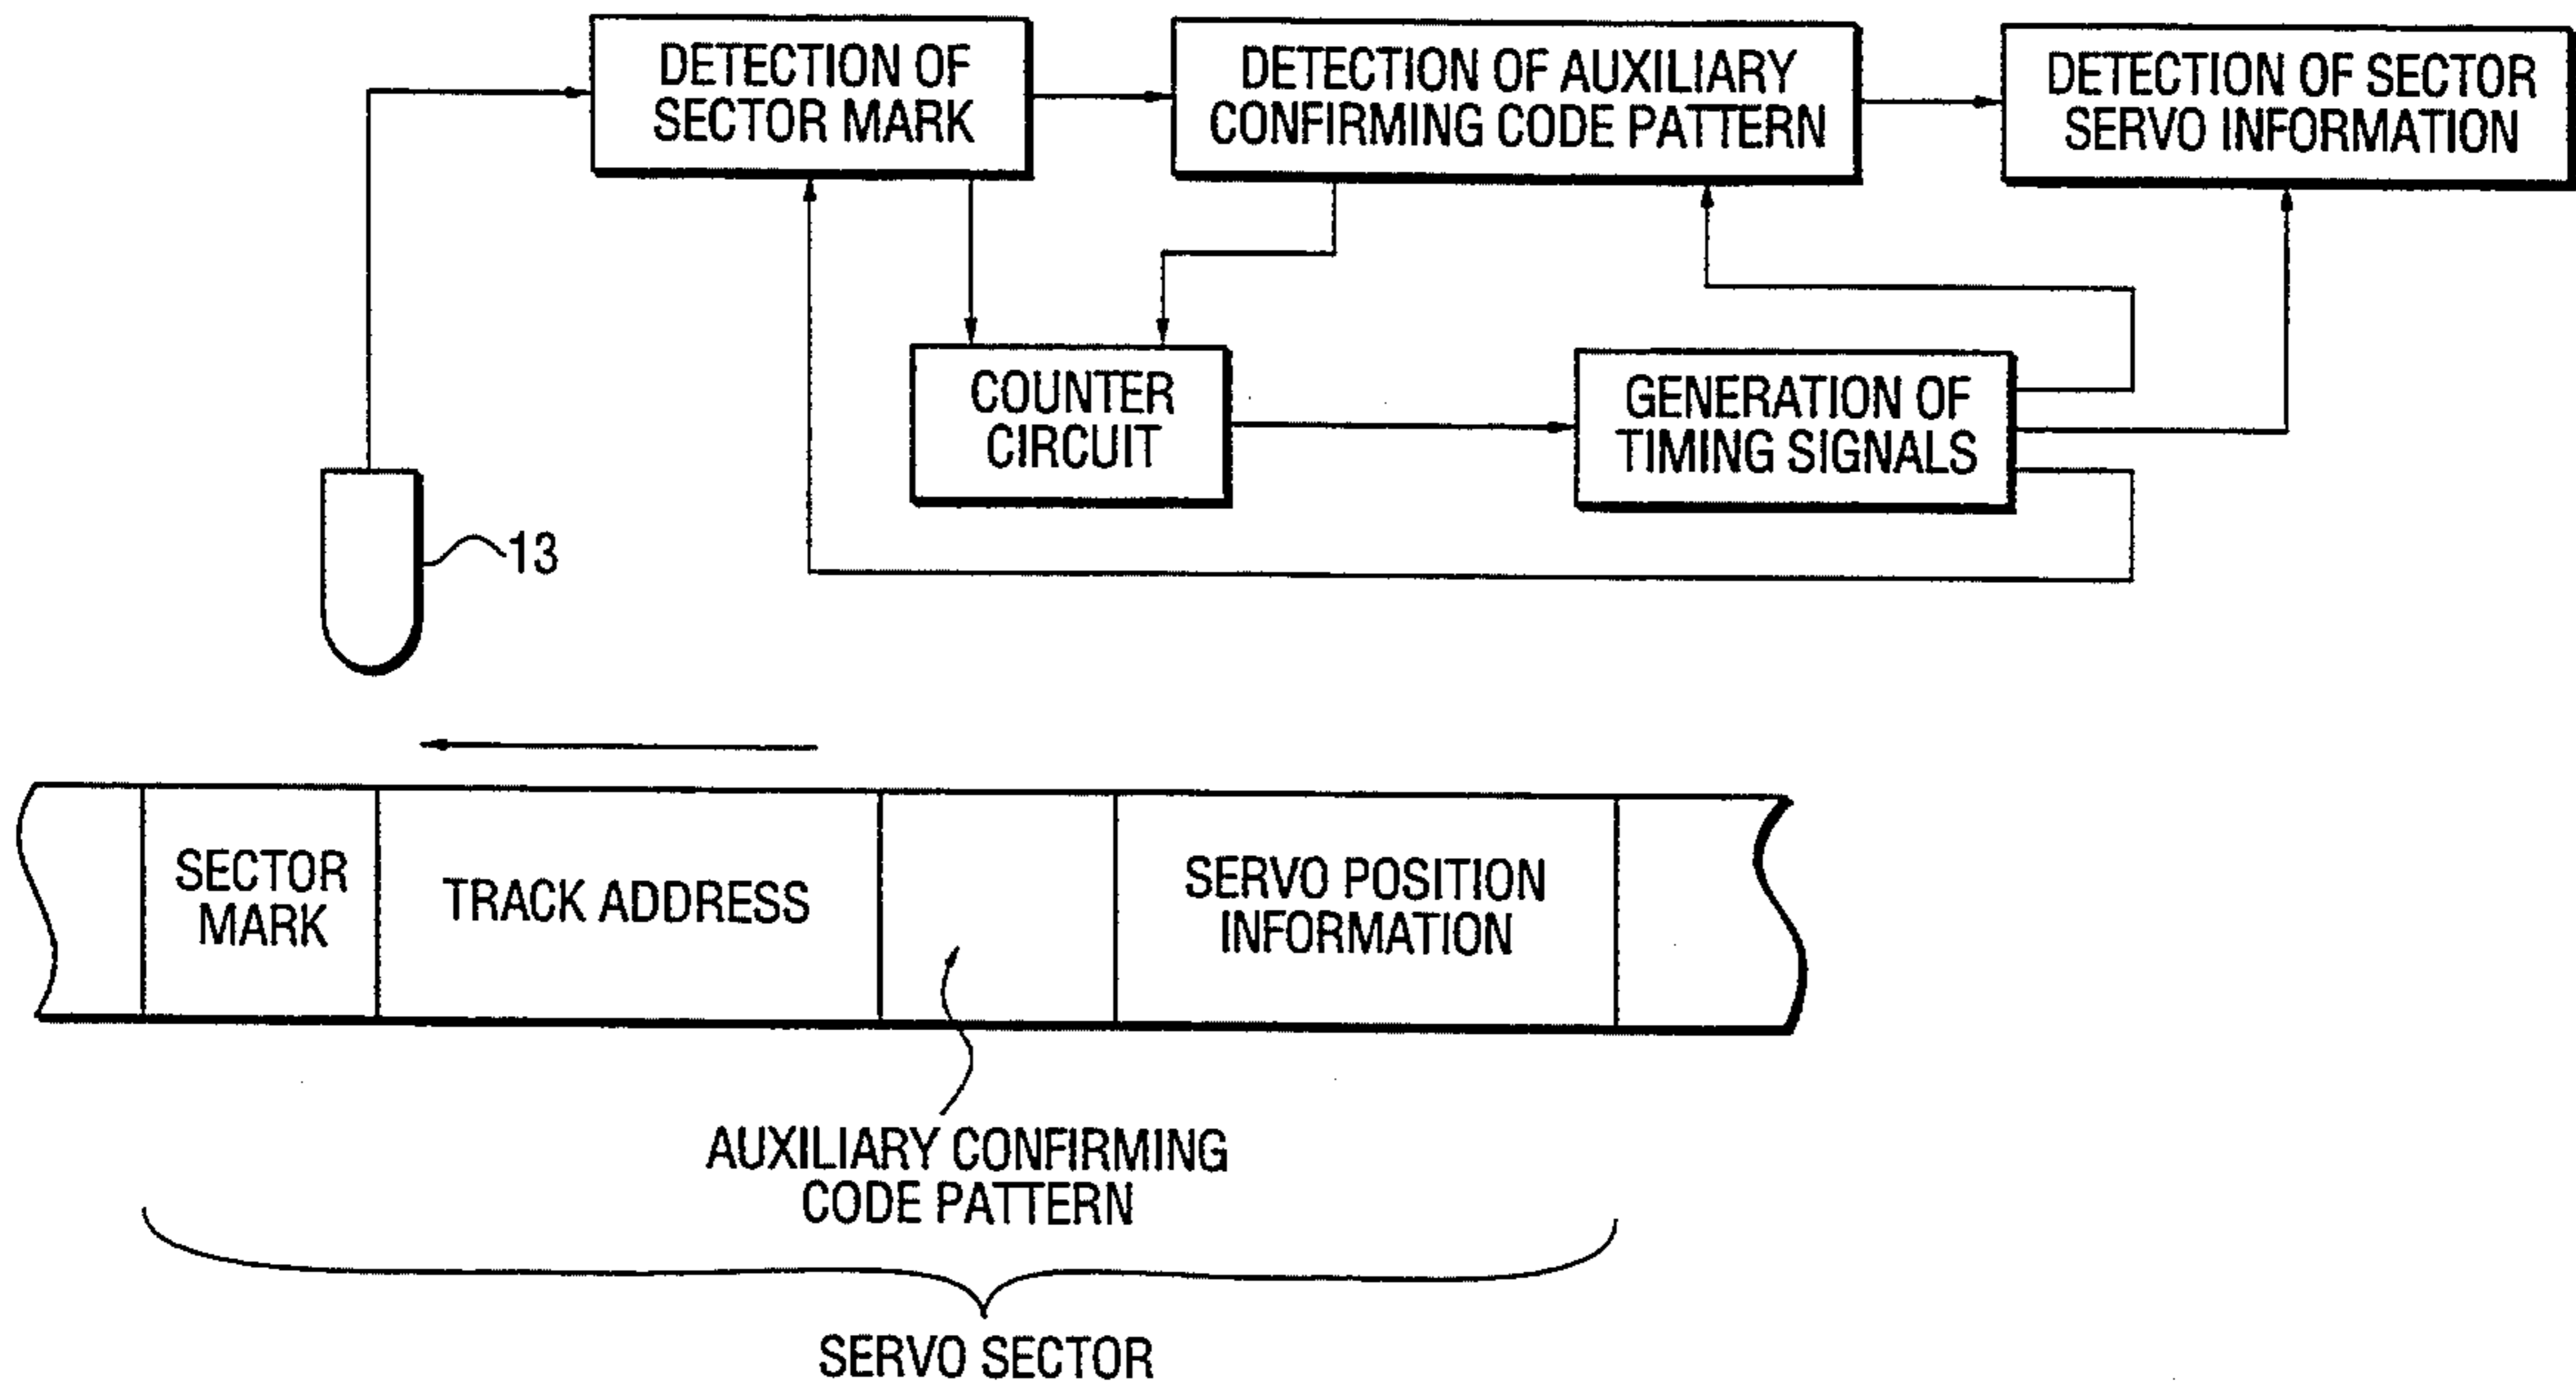 DETECTION OF
SECTOR MARK
DETECTION OF AUXILIARY
CONFIRMING CODE PATTERN
DETECTION OF SECTOR
SERVO INFORMATION
COUNTER
CIRCUIT
GENERATION OF
TIMING SIGNALS
13
SECTOR
MARK
TRACK ADDRESS
SERVO POSITION
INFORMATION
AUXILIARY CONFIRMING
CODE PATTERN
SERVO SECTOR